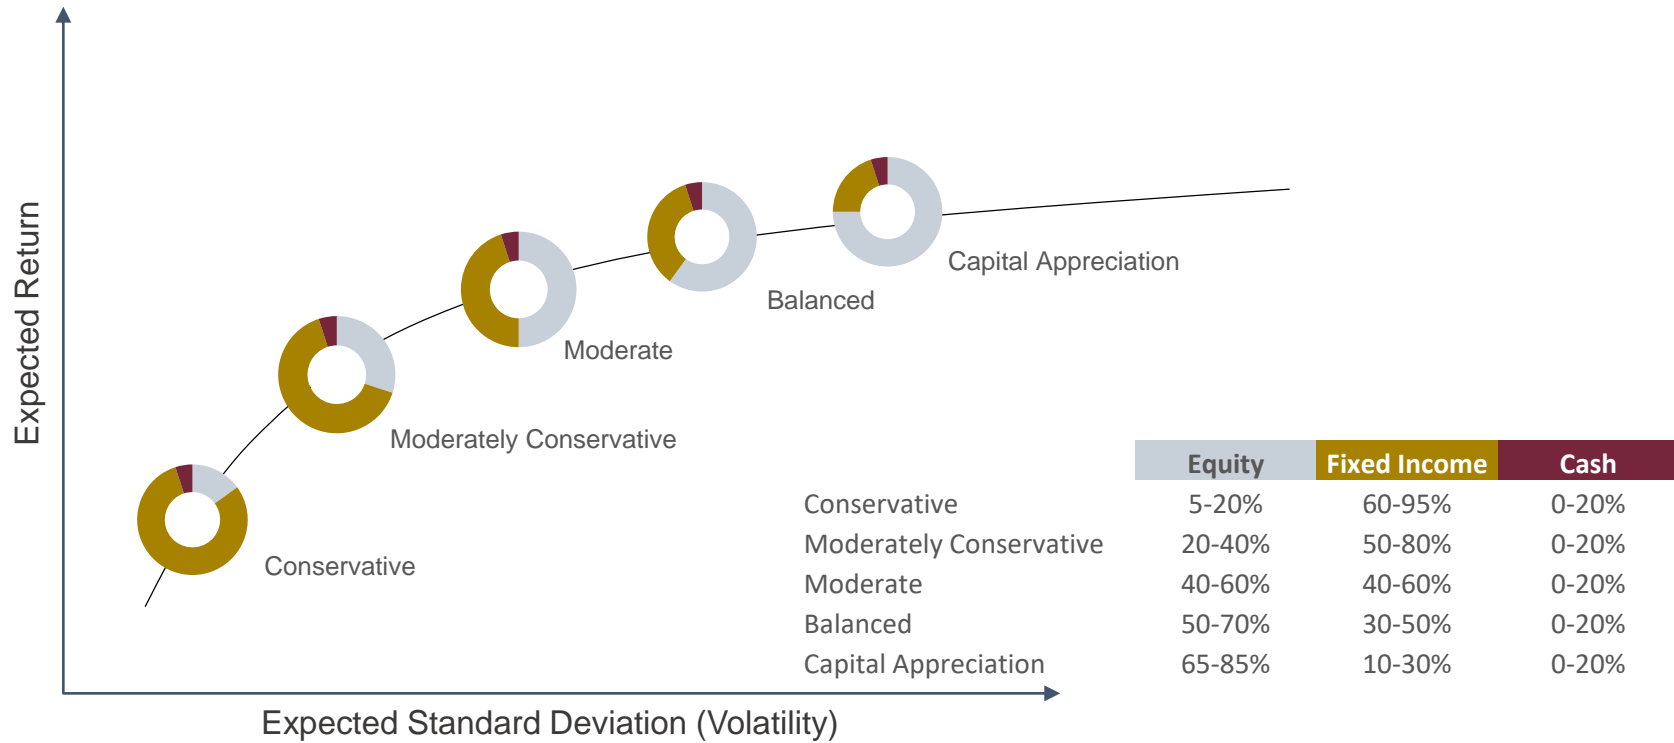 Expected Return
Capital Appreciation
Balanced
Moderate
Moderately Conservative
Conservative
Equity Fixed Income Cash
Conservative 5-20% 60-95% 0-20%
Moderately Conservative 20-40% 50-80% 0-20%
Moderate 40-60% 40-60% 0-20%
Balanced 50-70% 30-50% 0-20%
Capital Appreciation 65-85% 10-30% 0-20%
Expected Standard Deviation (Volatility)